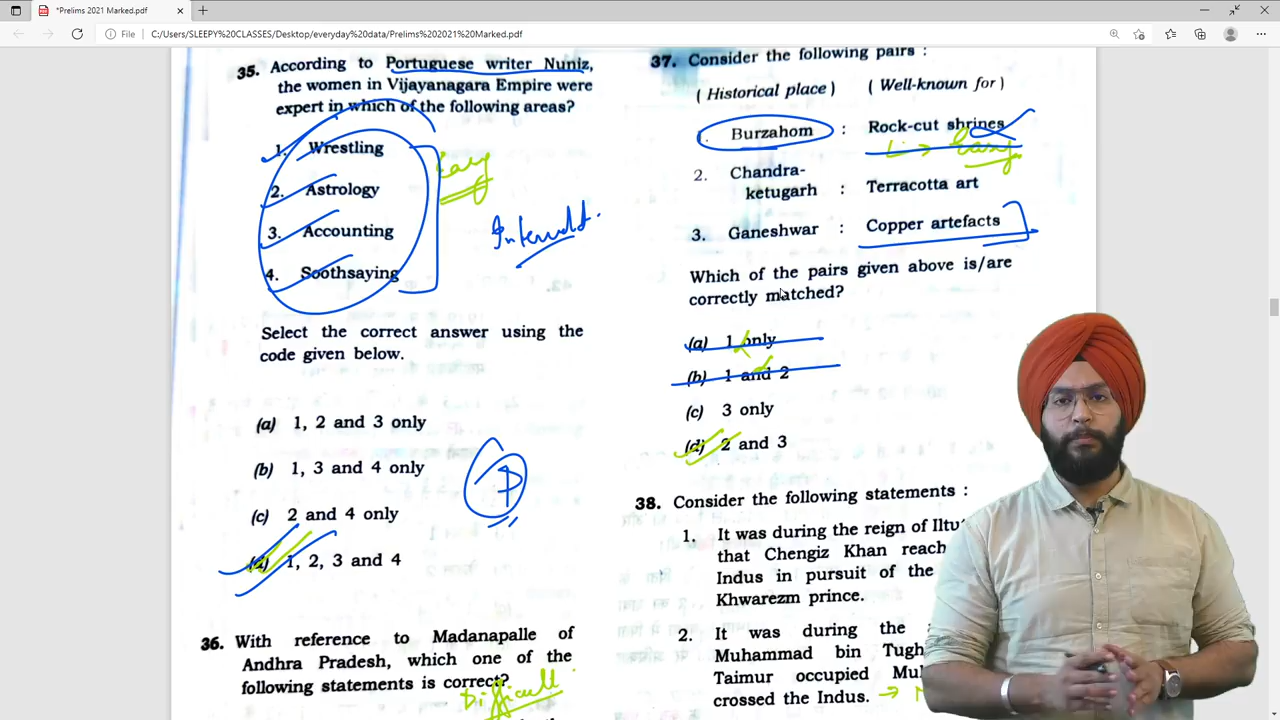 *Prelims 2021 Marked.pdf
File
C:/Users/SLEEPY%20CLASSES/Desktop/everyday%20data/Prelims%202021%20Marked.pdf
35. According to Portuguese writer Nuniz,
the women in Vijayanagara Empire were
expert in which of the following areas?
1. Wrestling
2. Astrology
3. Accounting
4. Soothsaying
Easy
Select the correct answer using the
code given below.
(a) 1, 2 and 3 only
(b) 1, 3 and 4 only
(c) 2 and 4 only
(d) 1, 2, 3 and 4
P
36. With reference to Madanapalle of
Andhra Pradesh, which one of the
following statements is correct?
Difficult
37. Consider the following pairs :
( Historical place ) ( Well-known for )
Burzahom : Rock-cut shrines
Easy
2. Chandra-
ketugarh : Terracotta art
3. Ganeshwar : Copper artefacts
Which of the pairs given above is/are
correctly matched?
(a) 1 only
(b) 1 and 2
(c) 3 only
(d) 2 and 3
38. Consider the following statements :
1. It was during the reign of
that Chengiz Khan
Indus in pursuit of the
Khwarezm prince.
2. It was during the
Muhammad bin
Taimur occupied
crossed the Indus.